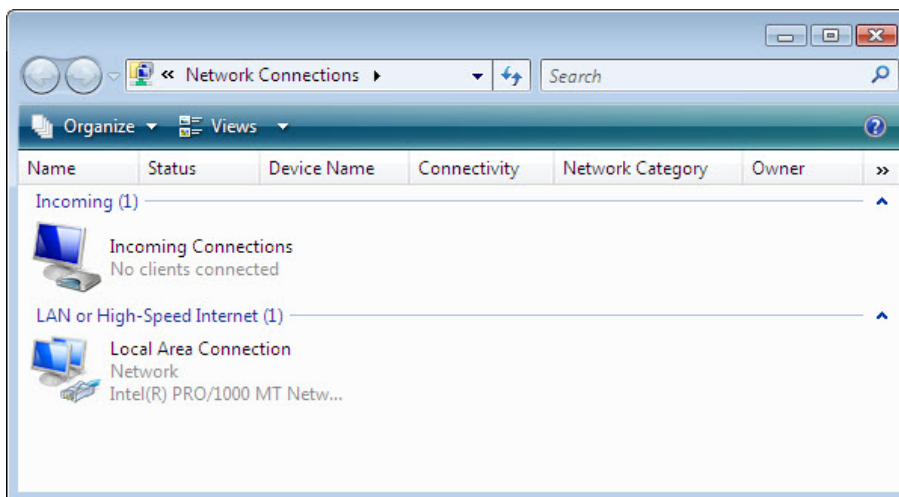 « Network Connections
Search
Organize Views
Name Status Device Name Connectivity Network Category Owner »
Incoming (1)
Incoming Connections
No clients connected
LAN or High-Speed Internet (1)
Local Area Connection
Network
Intel(R) PRO/1000 MT Netw...